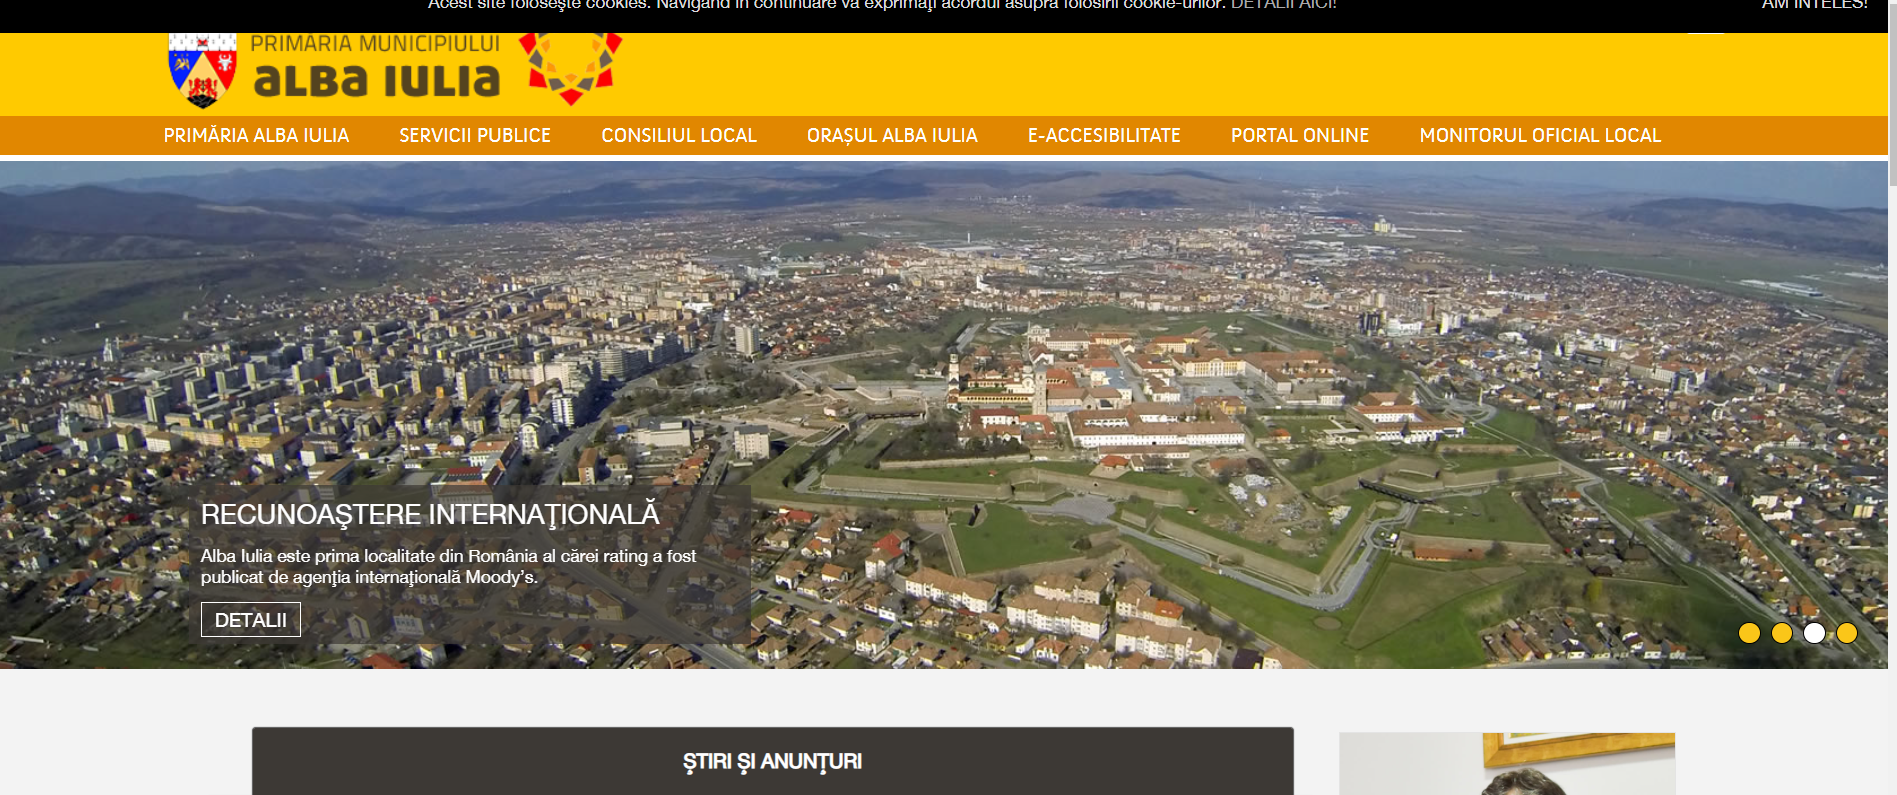 Acest site folosește cookies. Navigând în continuare vă exprimați acordul asupra folosirii cookie-urilor. DETALII AICI!
AM INTELES!
PRIMĂRIA MUNICIPIULUI
aLBa IULIa
PRIMĂRIA ALBA IULIA
SERVICII PUBLICE
CONSILIUL LOCAL
ORAȘUL ALBA IULIA
E-ACCESIBILITATE
PORTAL ONLINE
MONITORUL OFICIAL LOCAL
RECUNOAŞTERE INTERNAŢIONALĂ
Alba Iulia este prima localitate din România al cărei rating a fost
publicat de agenţia internaţională Moody's.
DETALII
ŞTIRI ŞI ANUNŢURI